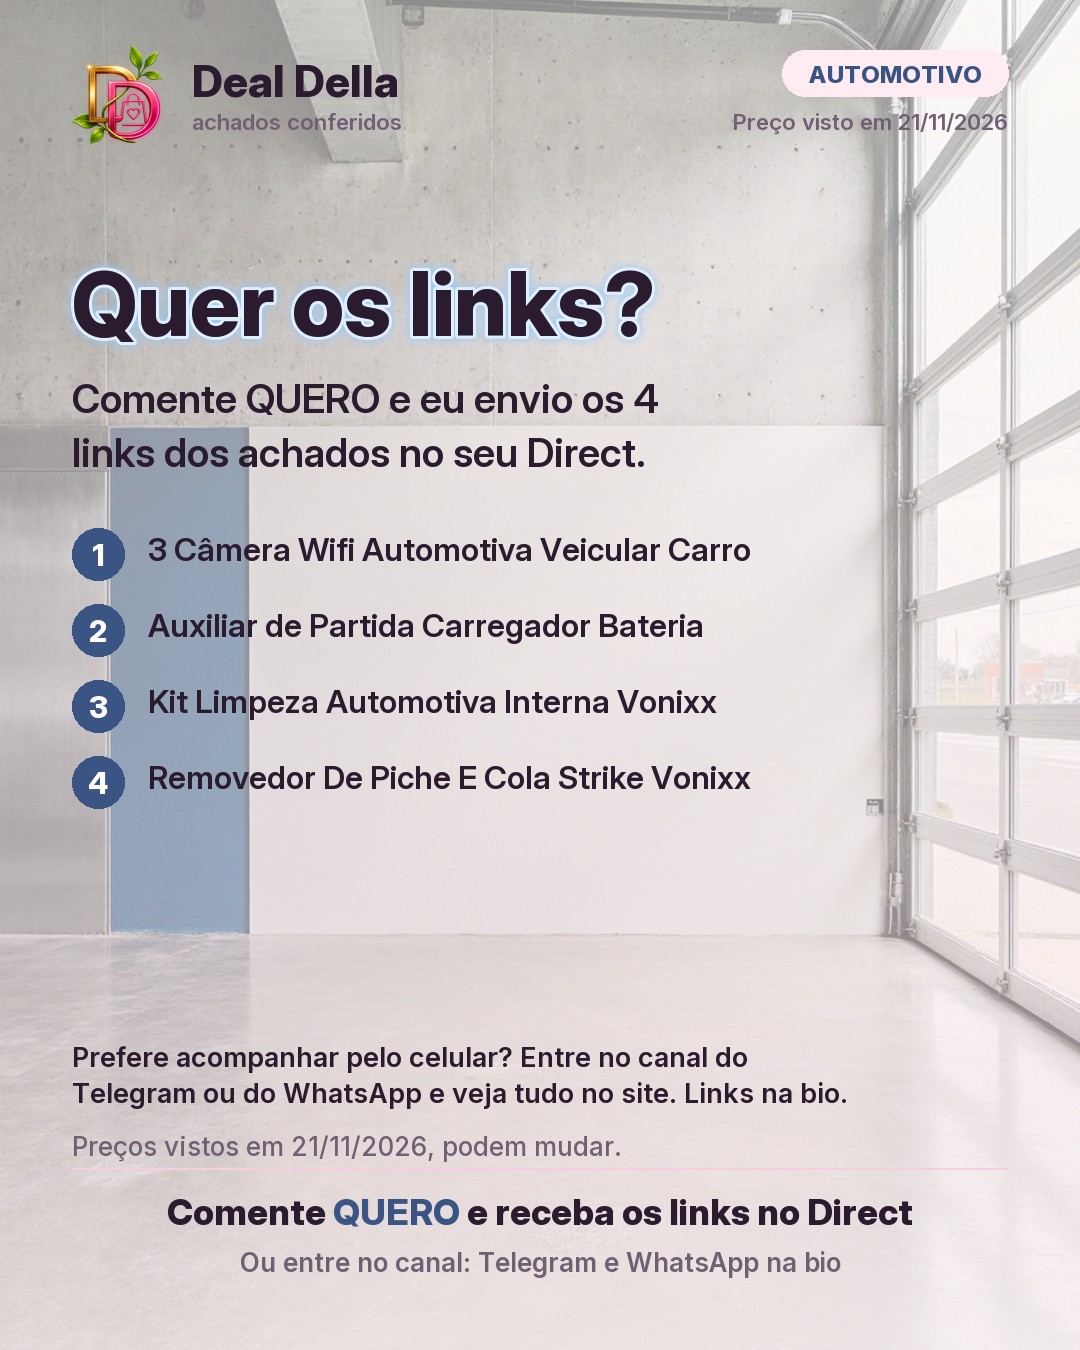 Deal Della
achados conferidos
AUTOMOTIVO
Preço visto em 21/11/2026
Quer os links?
Comente QUERO e eu envio os 4
links dos achados no seu Direct.
1 3 Câmera Wifi Automotiva Veicular Carro
2 Auxiliar de Partida Carregador Bateria
3 Kit Limpeza Automotiva Interna Vonixx
4 Removedor De Piche E Cola Strike Vonixx
Prefere acompanhar pelo celular? Entre no canal do
Telegram ou do WhatsApp e veja tudo no site. Links na bio.
Preços vistos em 21/11/2026, podem mudar.
Comente QUERO e receba os links no Direct
Ou entre no canal: Telegram e WhatsApp na bio